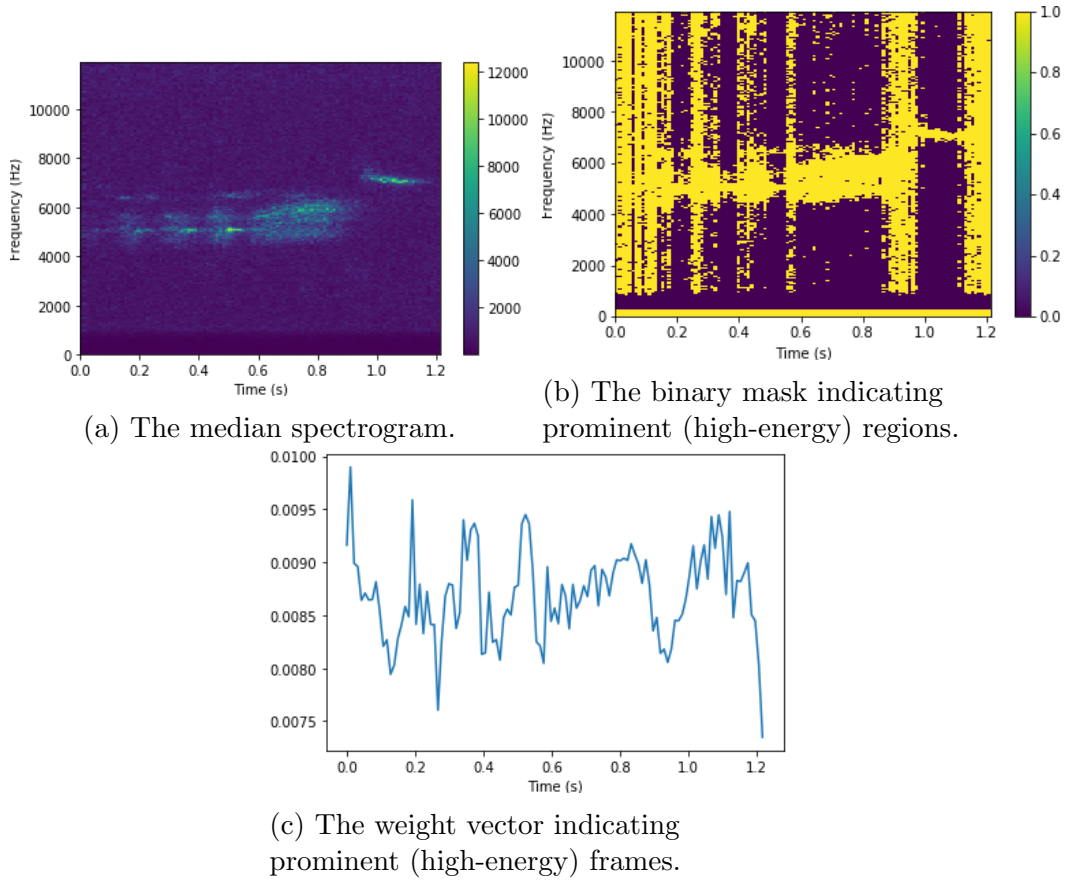 10000
8000
6000
4000
2000
0
Frequency (Hz)
0.0 0.2 0.4 0.6 0.8 1.0 1.2
Time (s)
12000
10000
8000
6000
4000
2000
(a) The median spectrogram.
10000
8000
6000
4000
2000
0
Frequency (Hz)
0.0 0.2 0.4 0.6 0.8 1.0 1.2
Time (s)
1.0
0.8
0.6
0.4
0.2
0.0
(b) The binary mask indicating
prominent (high-energy) regions.
0.0100
0.0095
0.0090
0.0085
0.0080
0.0075
0.0 0.2 0.4 0.6 0.8 1.0 1.2
Time (s)
(c) The weight vector indicating
prominent (high-energy) frames.